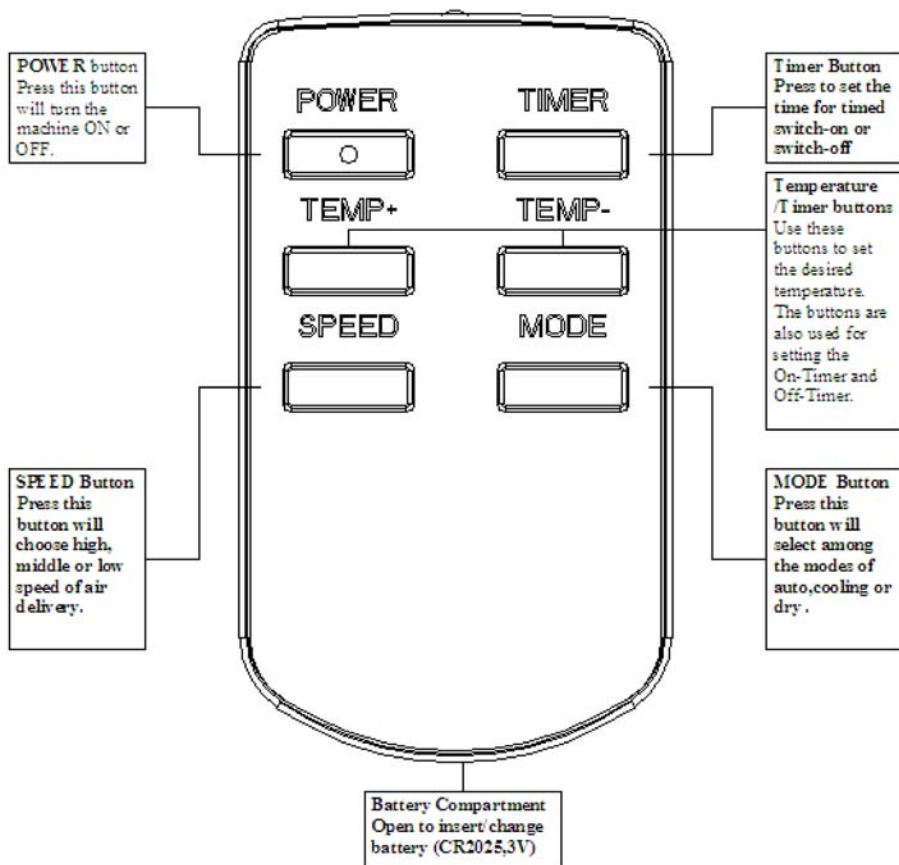 POWER button
Press this button
will turn the
machine ON or
OFF.
POWER
TIMER
Timer Button
Press to set the
time for timed
switch-on or
switch-off
TEMP+
TEMP-
Temperature
/Timer buttons
Use these
buttons to set
the desired
temperature.
The buttons are
also used for
setting the
On-Timer and
Off-Timer.
SPEED
MODE
SPEED Button
Press this
button will
choose high,
middle or low
speed of air
delivery.
MODE Button
Press this
button will
select among
the modes of
auto,cooling or
dry .
Battery Compartment
Open to insert/change
battery (CR2025,3V)